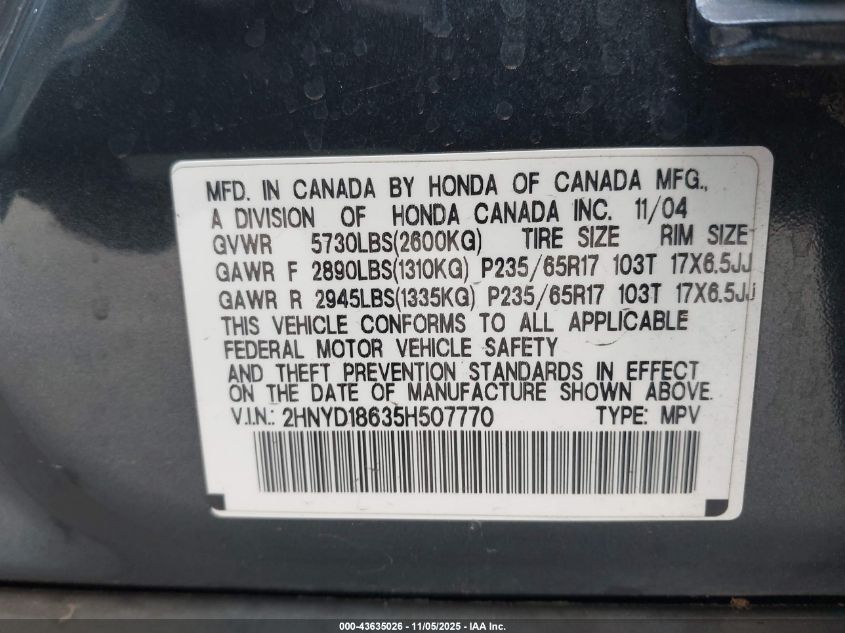 MFD. IN CANADA BY HONDA OF CANADA MFG.,
A DIVISION OF HONDA CANADA INC. 11/04
GVWR 5730LBS(2600KG) TIRE SIZE RIM SIZE
GAWR F 2890LBS(1310KG) P235/65R17 103T 17X6.5JJ
GAWR R 2945LBS(1335KG) P235/65R17 103T 17X6.5JJ
THIS VEHICLE CONFORMS TO ALL APPLICABLE
FEDERAL MOTOR VEHICLE SAFETY
AND THEFT PREVENTION STANDARDS IN EFFECT
ON THE DATE OF MANUFACTURE SHOWN ABOVE.
V.I.N.: 2HNYD18635H507770 TYPE: MPV
000-43635026 - 11/05/2025 - IAA Inc.